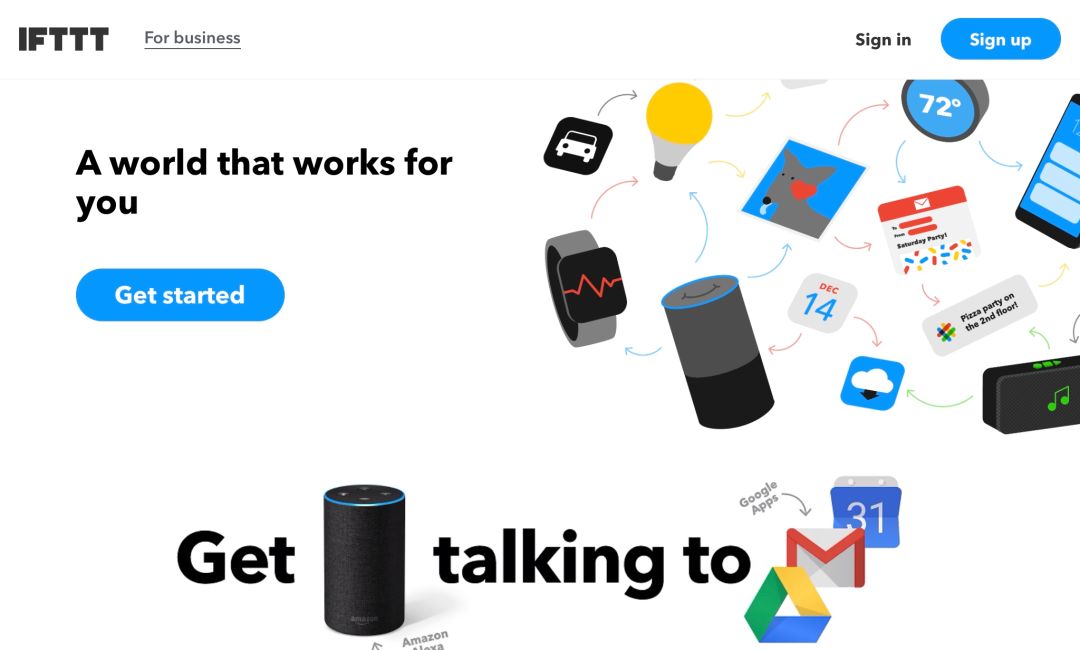 IFTTT
For business
Sign in
Sign up
A world that works for
you
Get started
72°
To
From
Saturday Party!
DEC
14
Pizza party on
the 2nd floor!
Get
talking to
Google
Apps
31
amazon
Amazon
Alexa